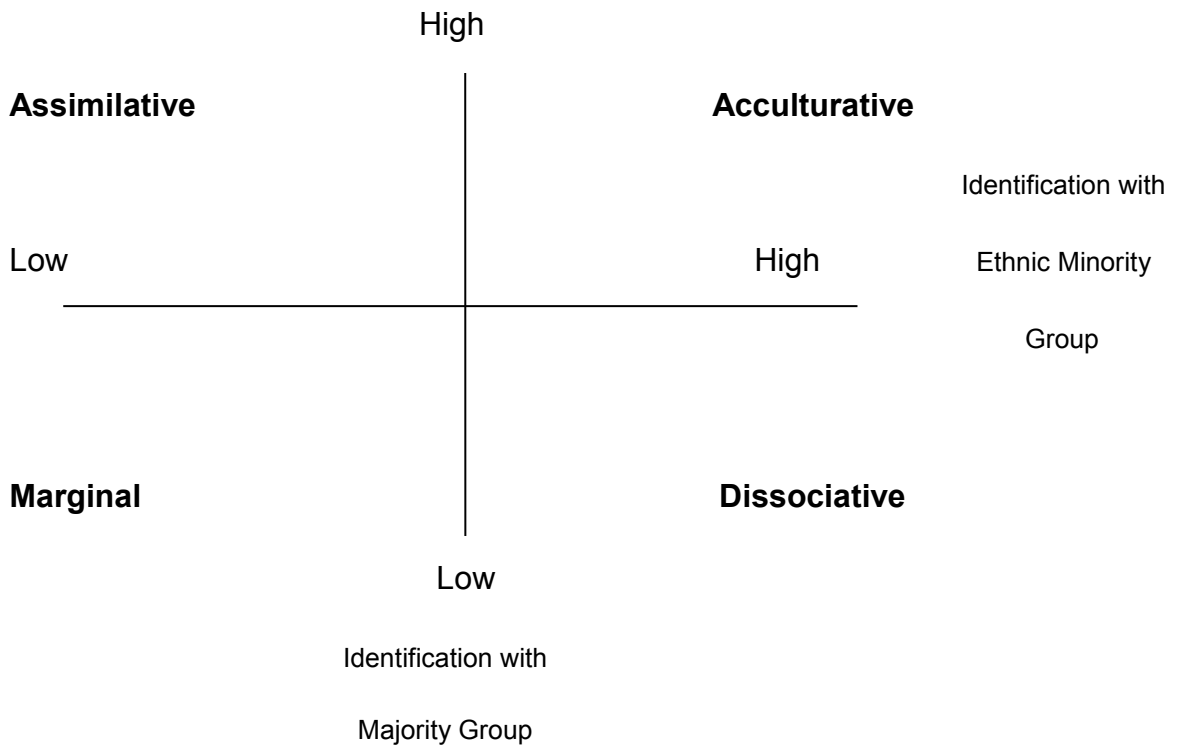 High
Assimilative
Acculturative
Identification with
Low
High
Ethnic Minority
Group
Marginal
Dissociative
Low
Identification with
Majority Group